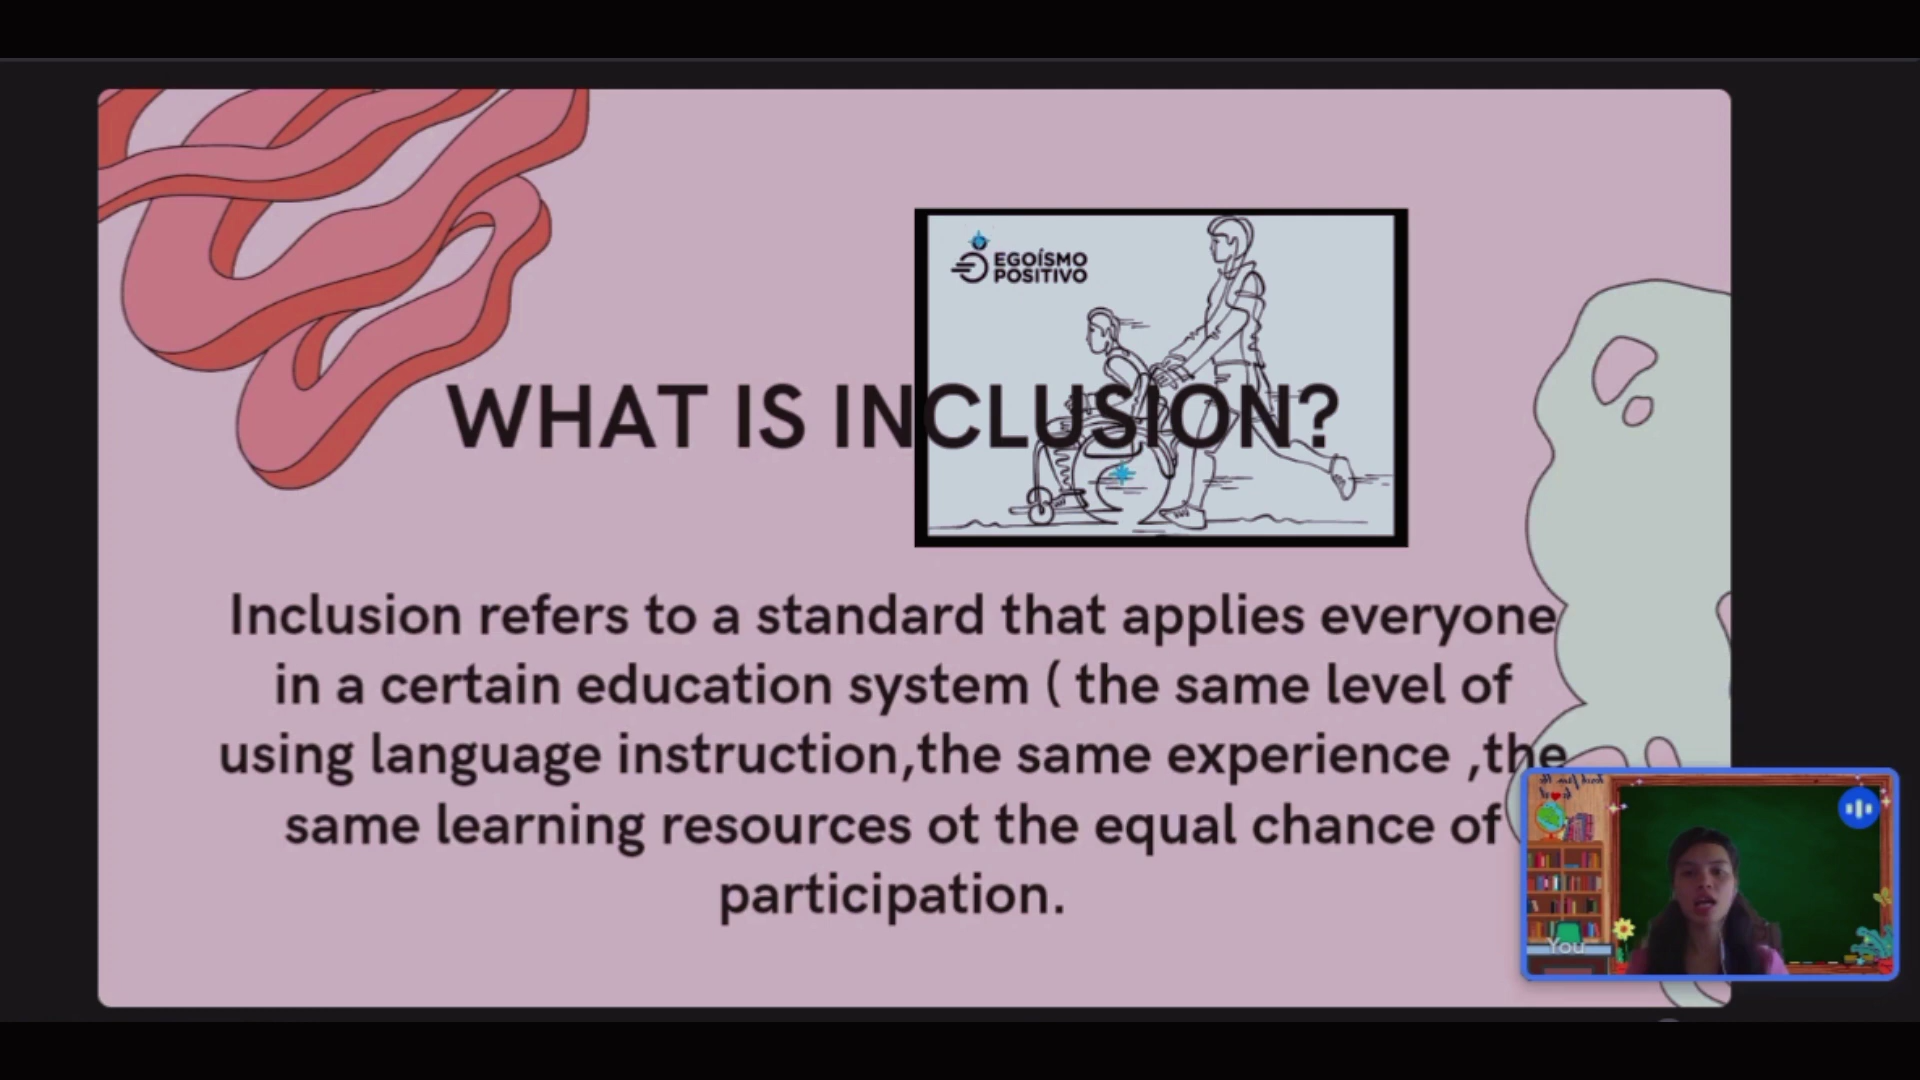 EGOÍSMO
POSITIVO
WHAT IS INCLUSION?
Inclusion refers to a standard that applies everyone
in a certain education system ( the same level of
using language instruction,the same experience ,the
same learning resources ot the equal chance of
participation.
You